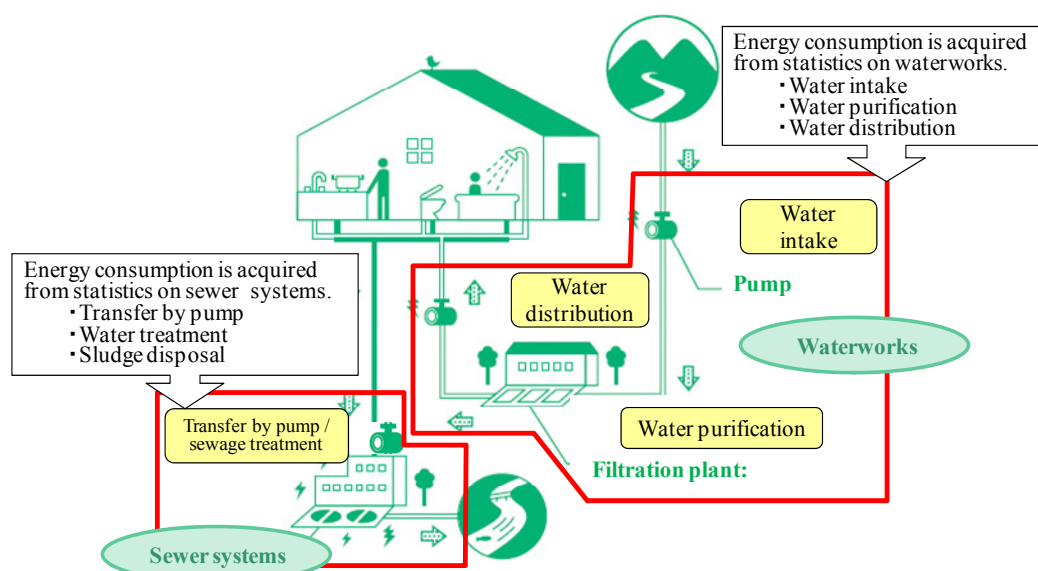 Energy consumption is acquired
from statistics on waterworks.
・Water intake
・Water purification
・Water distribution
Water
intake
Pump
Water
distribution
Waterworks
Energy consumption is acquired
from statistics on sewer systems.
・Transfer by pump
・Water treatment
・Sludge disposal
Transfer by pump /
sewage treatment
Water purification
Filtration plant:
Sewer systems